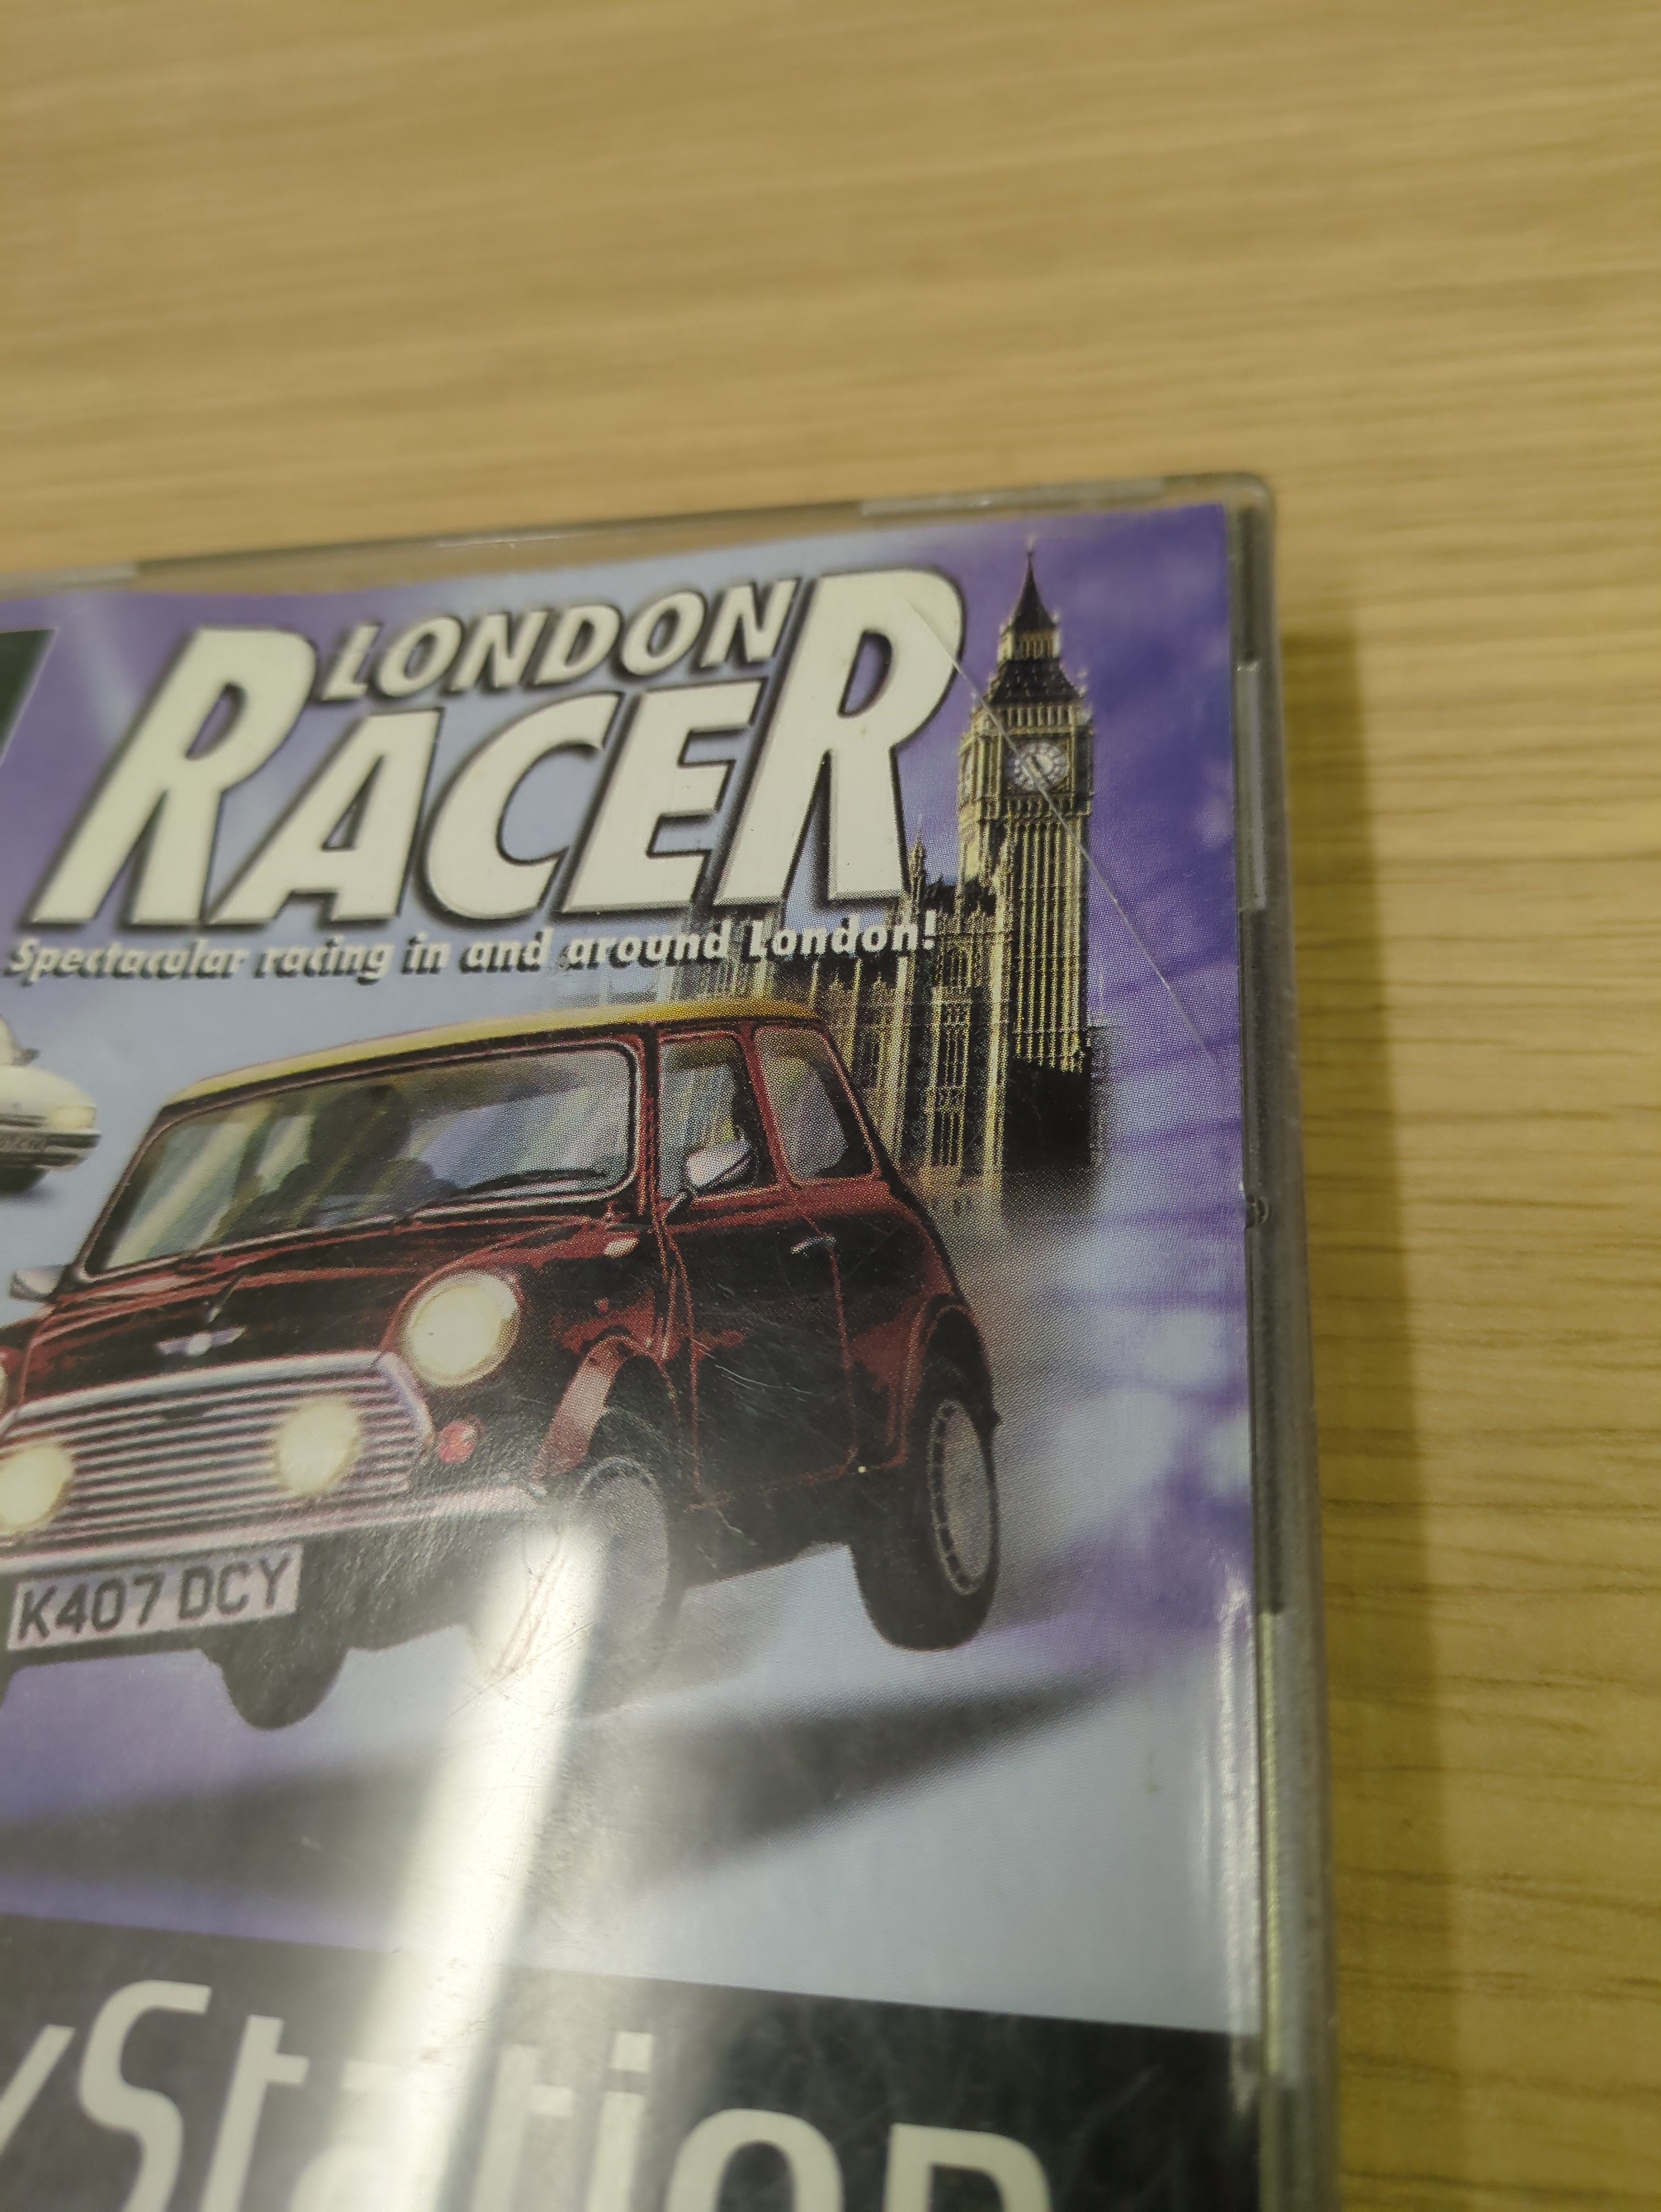 LONDON
RACER
Spectacular racing in and around London!
K407 DCY
yStation